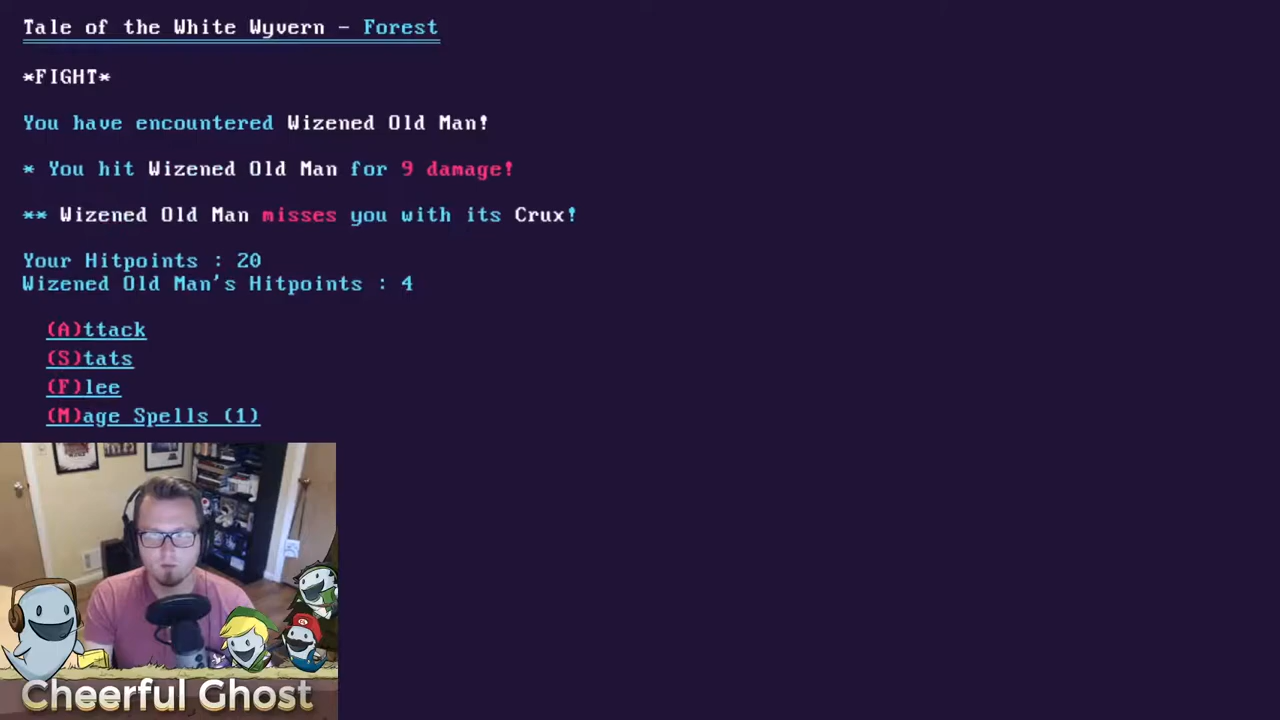 Tale of the White Wyvern - Forest
*FIGHT*
You have encountered Wizened Old Man!
* You hit Wizened Old Man for 9 damage!
** Wizened Old Man misses you with its Crux!
Your Hitpoints : 20
Wizened Old Man's Hitpoints : 4
(A)ttack
(S)tats
(F)lee
(M)age Spells (1)
Cheerful Ghost